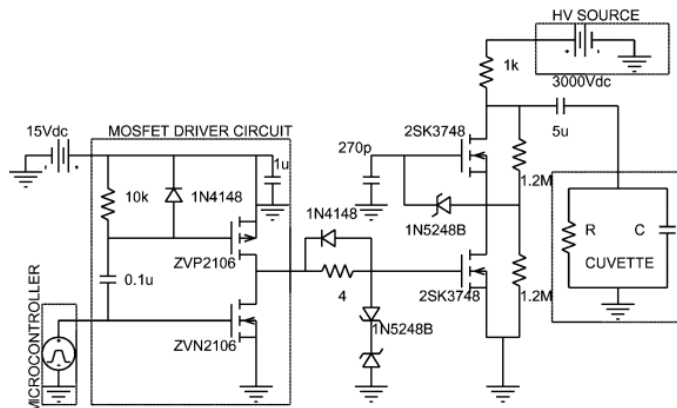 HV SOURCE
1k
3000Vdc
15Vdc
MOSFET DRIVER CIRCUIT
2SK3748
5u
270p
1u
1.2M
10k
1N4148
1N5248B
1N4148
R
C
CUVETTE
ZVP2106
0.1u
4
2SK3748
1.2M
1N5248B
ZVN2106
MICROCONTROLLER